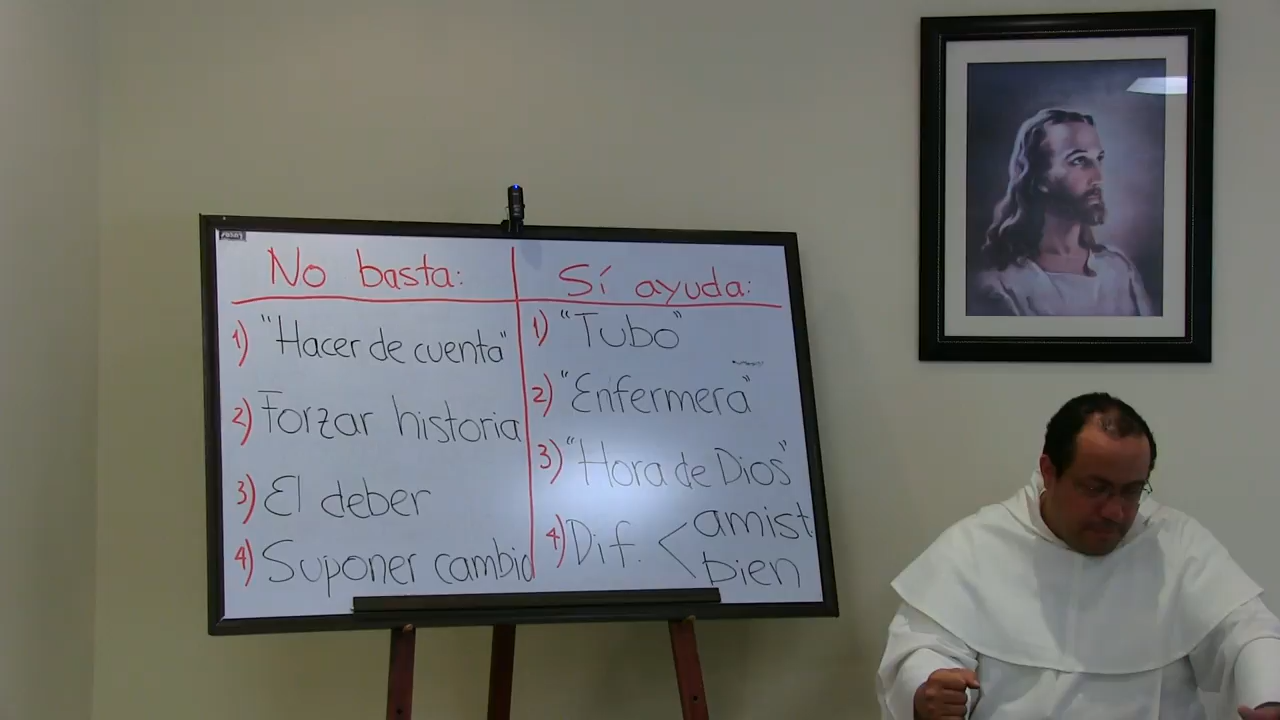 No basta:
1) "Hacer de cuenta"
2) Forzar historia
3) El deber
4) Suponer cambio
Sí ayuda:
1) "Tubo"
2) "Enfermera"
3) "Hora de Dios"
4) Dif. < amist
bien